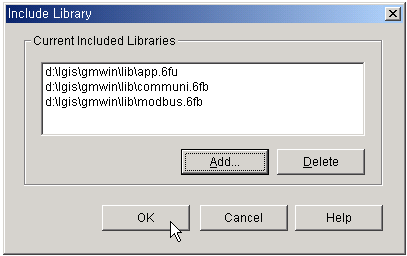 Include Library
Current Included Libraries
d:\lgis\gmwin\lib\app.6fu
d:\lgis\gmwin\lib\communi.6fb
d:\lgis\gmwin\lib\modbus.6fb
Add... Delete
OK Cancel Help